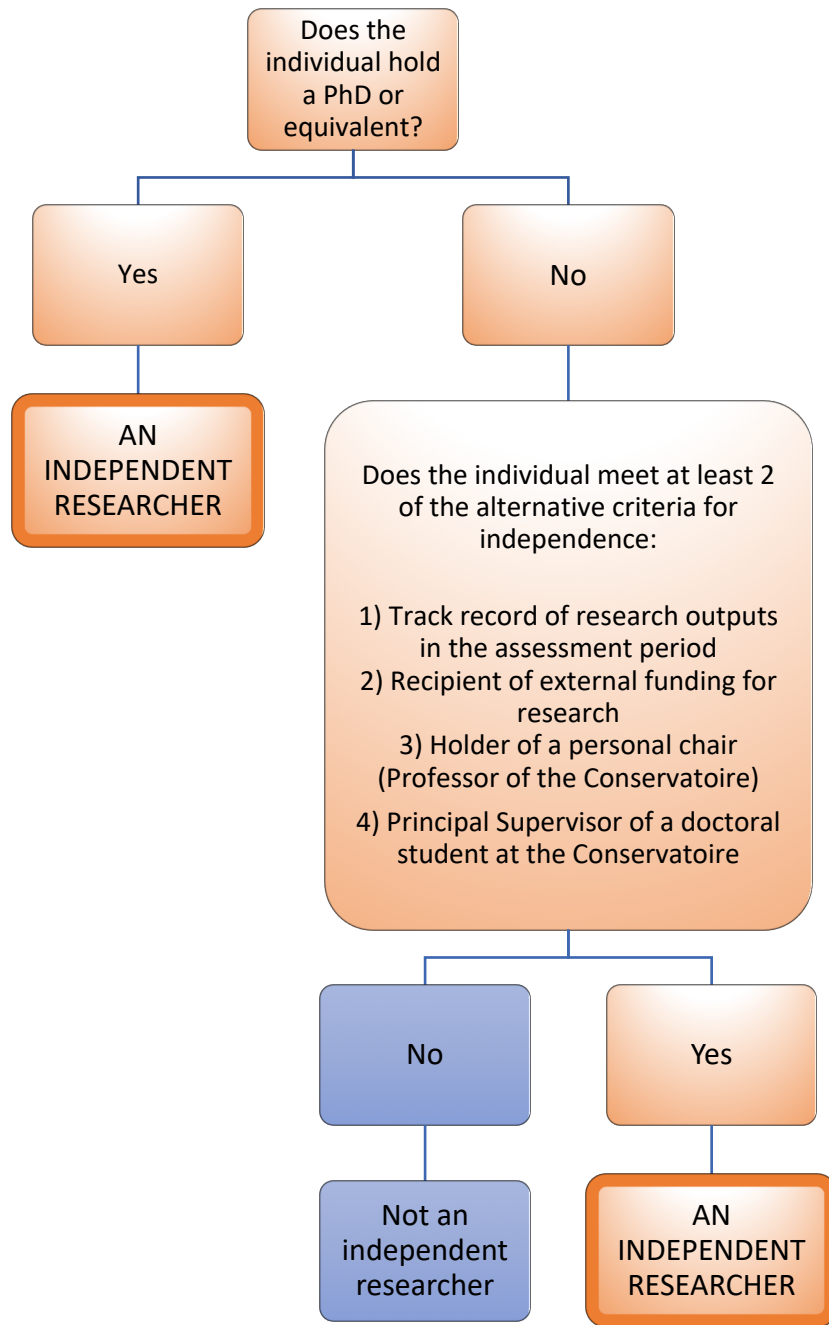 Does the
individual hold
a PhD or
equivalent?
Yes
No
AN
INDEPENDENT
RESEARCHER
Does the individual meet at least 2
of the alternative criteria for
independence:
1) Track record of research outputs
in the assessment period
2) Recipient of external funding for
research
3) Holder of a personal chair
(Professor of the Conservatoire)
4) Principal Supervisor of a doctoral
student at the Conservatoire
No
Yes
Not an
independent
researcher
AN
INDEPENDENT
RESEARCHER